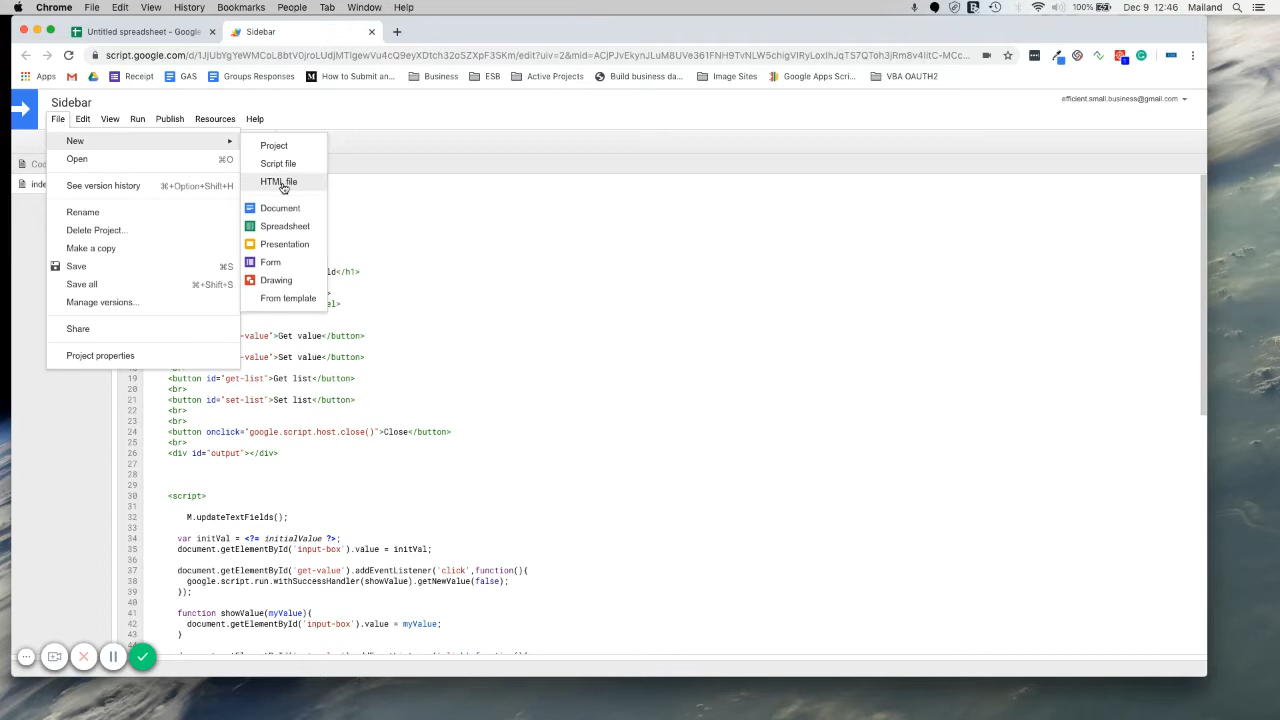 Chrome File Edit View History Bookmarks People Tab Window Help 100% Dec 9 12:46 Mailand
Untitled spreadsheet - Google Sidebar
Apps Receipt GAS Groups Responses How to Submit an... Business ESB Active Projects Build business da... Image Sites Google Apps Scri... VBA OAUTH2
Sidebar efficient.small.business@gmail.com
File Edit View Run Publish Resources Help
New
Open ⌘O
See version history ⌘+Option+Shift+H
Rename
Delete Project...
Make a copy
Save ⌘S
Save all ⌘+Shift+S
Manage versions...
Share
Project properties
Project
Script file
HTML file
Document
Spreadsheet
Presentation
Form
Drawing
From template
ld</h1>
>
el>
-value">Get value</button>
-value">Set value</button>
19 <button id="get-list">Get list</button>
20 <br>
21 <button id="set-list">Set list</button>
22 <br>
23 <br>
24 <button onclick="google.script.host.close()">Close</button>
25 <br>
26 <div id="output"></div>
27
28
29
30 <script>
31
32 M.updateTextFields();
33
34 var initVal = <?= initialValue ?>;
35 document.getElementById('input-box').value = initVal;
36
37 document.getElementById('get-value').addEventListener('click',function(){
38 google.script.run.withSuccessHandler(showValue).getNewValue(false);
39 });
40
41 function showValue(myValue){
42 document.getElementById('input-box').value = myValue;
43 }